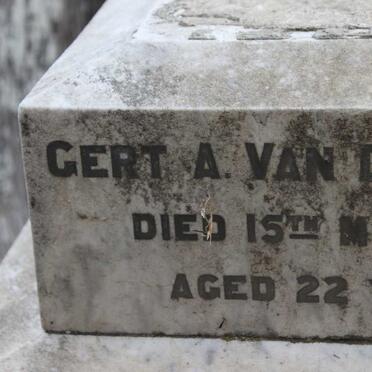 GERT A. VAN
DIED 15TH M
AGED 22